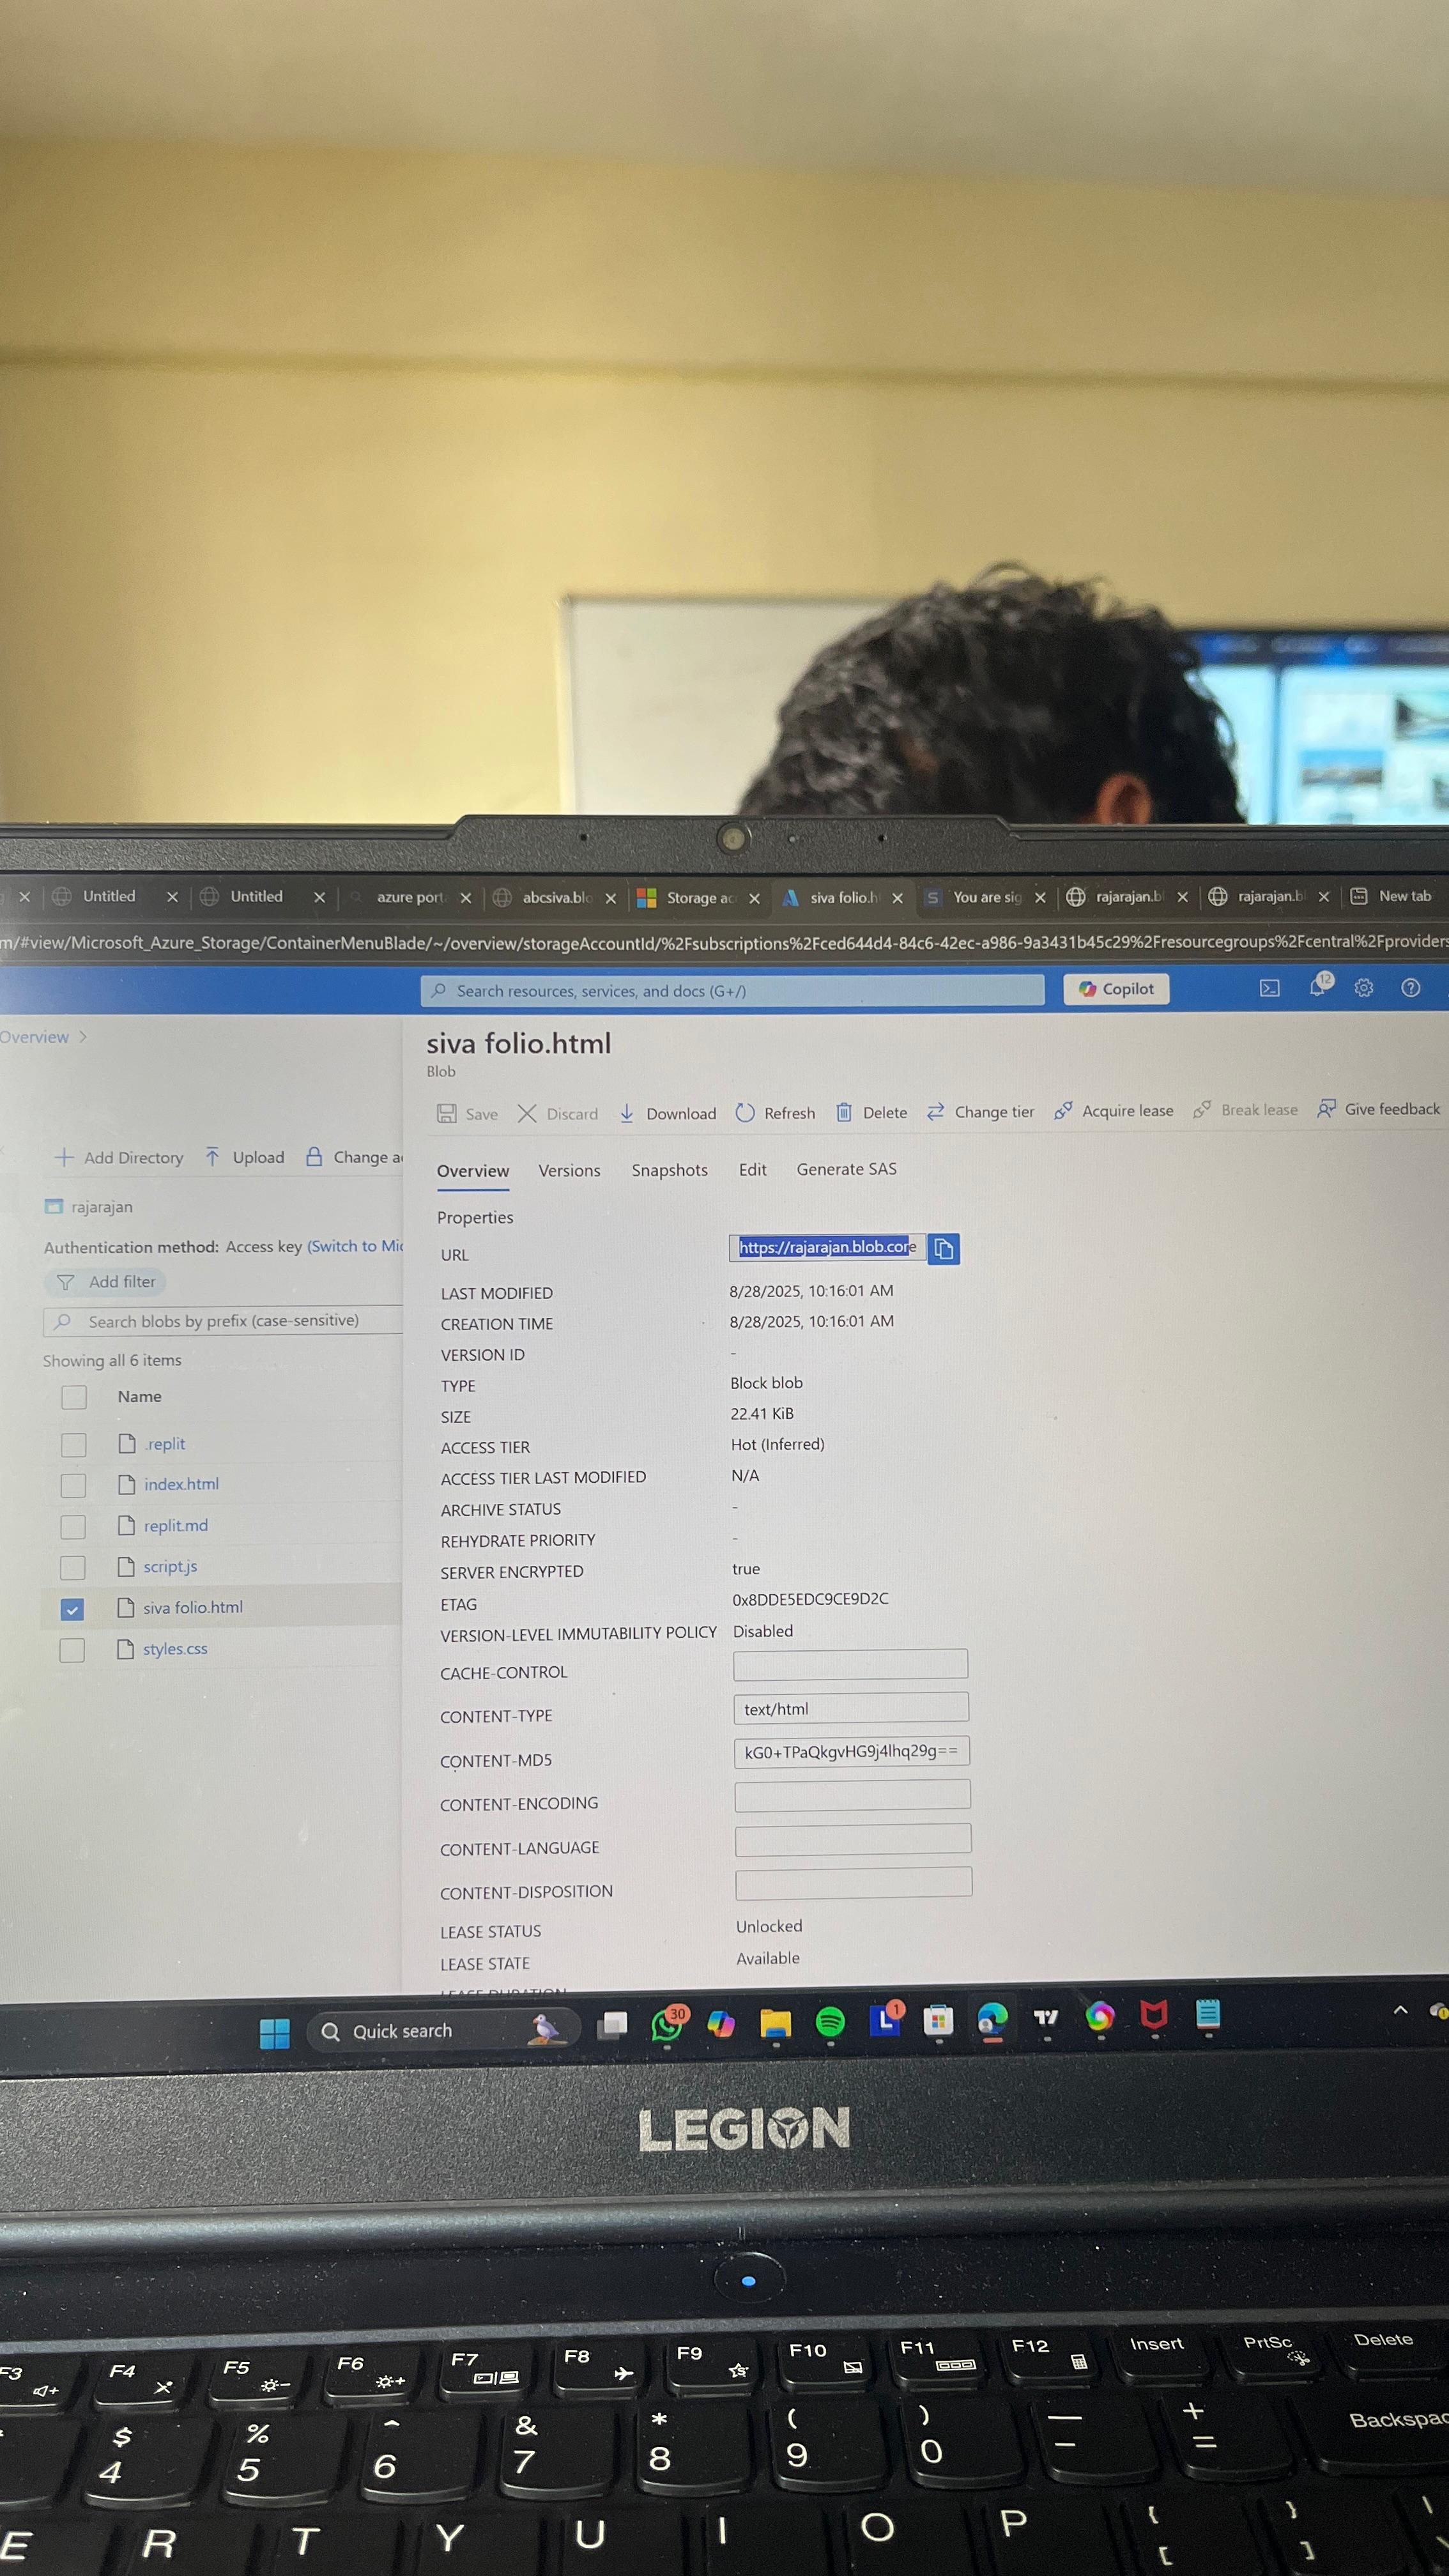 Untitled
Untitled
azure port
abcsiva.blo
Storage ac
siva folio.h
You are sig
rajarajan.b
rajarajan.b
New tab
m/#view/Microsoft_Azure_Storage/ContainerMenuBlade/~/overview/storageAccountId/%2Fsubscriptions%2Fced644d4-84c6-42ec-a986-9a3431b45c29%2Fresourcegroups%2Fcentral%2Fproviders
Search resources, services, and docs (G+/)
Copilot
12
Overview >
siva folio.html
Blob
Save
Discard
Download
Refresh
Delete
Change tier
Acquire lease
Break lease
Give feedback
Add Directory
Upload
Change a
Overview
Versions
Snapshots
Edit
Generate SAS
rajarajan
Authentication method: Access key (Switch to Mic
Add filter
Search blobs by prefix (case-sensitive)
Showing all 6 items
Name
.replit
index.html
replit.md
script.js
siva folio.html
styles.css
Properties
URL https://rajarajan.blob.core
LAST MODIFIED 8/28/2025, 10:16:01 AM
CREATION TIME 8/28/2025, 10:16:01 AM
VERSION ID -
TYPE Block blob
SIZE 22.41 KiB
ACCESS TIER Hot (Inferred)
ACCESS TIER LAST MODIFIED N/A
ARCHIVE STATUS -
REHYDRATE PRIORITY -
SERVER ENCRYPTED true
ETAG 0x8DDE5EDC9CE9D2C
VERSION-LEVEL IMMUTABILITY POLICY Disabled
CACHE-CONTROL
CONTENT-TYPE text/html
CONTENT-MD5 kG0+TPaQkgvHG9j4lhq29g==
CONTENT-ENCODING
CONTENT-LANGUAGE
CONTENT-DISPOSITION
LEASE STATUS Unlocked
LEASE STATE Available
LEASE DURATION
Quick search
30
L
1
LEGION
F3
F4
F5
F6
F7
F8
F9
F10
F11
F12
Insert
PrtSc
Delete
$ 4
% 5
^ 6
& 7
* 8
( 9
) 0
— -
+ =
Backspac
E
R
T
Y
U
I
O
P
{ [
} ]